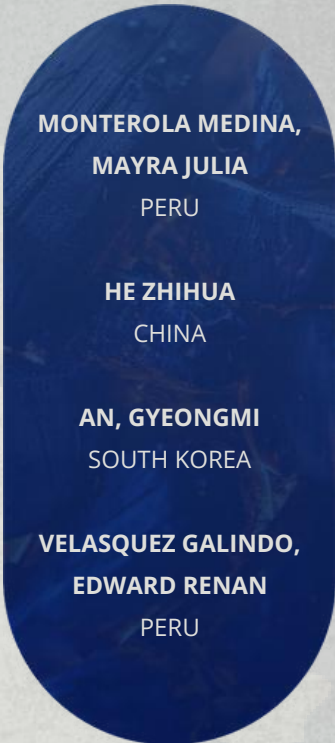 MONTEROLA MEDINA,
MAYRA JULIA
PERU
HE ZHIHUA
CHINA
AN, GYEONGMI
SOUTH KOREA
VELASQUEZ GALINDO,
EDWARD RENAN
PERU